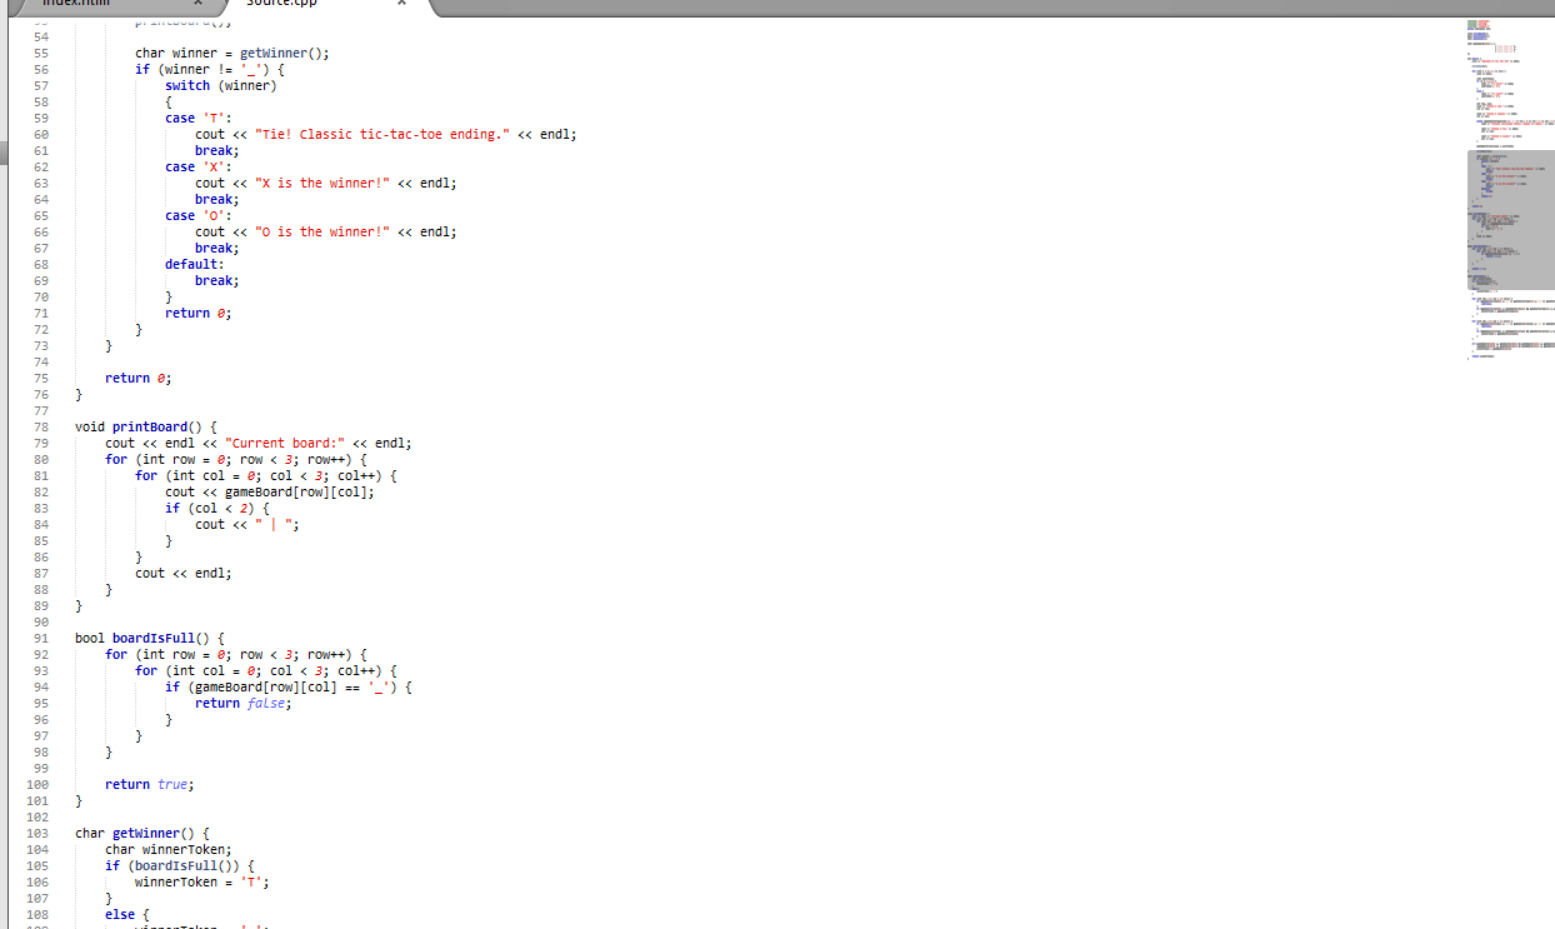 index.html × Source.cpp ×
53 printBoard();
54
55 char winner = getWinner();
56 if (winner != '_') {
57 switch (winner)
58 {
59 case 'T':
60 cout << "Tie! Classic tic-tac-toe ending." << endl;
61 break;
62 case 'X':
63 cout << "X is the winner!" << endl;
64 break;
65 case 'O':
66 cout << "O is the winner!" << endl;
67 break;
68 default:
69 break;
70 }
71 return 0;
72 }
73 }
74
75 return 0;
76 }
77
78 void printBoard() {
79 cout << endl << "Current board:" << endl;
80 for (int row = 0; row < 3; row++) {
81 for (int col = 0; col < 3; col++) {
82 cout << gameBoard[row][col];
83 if (col < 2) {
84 cout << " | ";
85 }
86 }
87 cout << endl;
88 }
89 }
90
91 bool boardIsFull() {
92 for (int row = 0; row < 3; row++) {
93 for (int col = 0; col < 3; col++) {
94 if (gameBoard[row][col] == '_') {
95 return false;
96 }
97 }
98 }
99
100 return true;
101 }
102
103 char getWinner() {
104 char winnerToken;
105 if (boardIsFull()) {
106 winnerToken = 'T';
107 }
108 else {